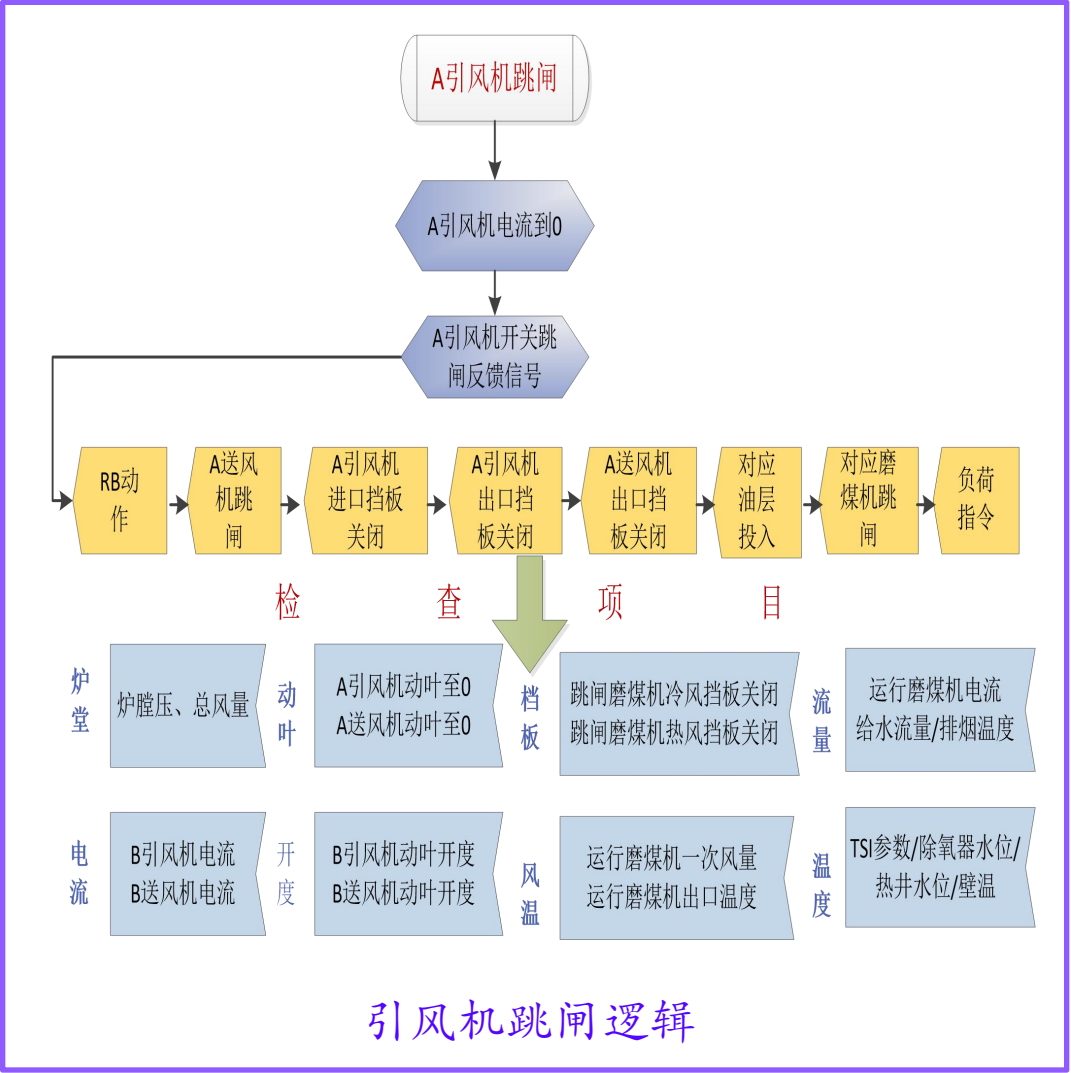 A引风机跳闸
A引风机电流到0
A引风机开关跳
闸反馈信号
RB动
作
A送风
机跳
闸
A引风机
进口挡板
关闭
A引风机
出口挡
板关闭
A送风机
出口挡
板关闭
对应
油层
投入
对应磨
煤机跳
闸
负荷
指令
检 查 项 目
炉堂
炉膛压、总风量
动叶
A引风机动叶至0
A送风机动叶至0
档板
跳闸磨煤机冷风挡板关闭
跳闸磨煤机热风挡板关闭
流量
运行磨煤机电流
给水流量/排烟温度
电流
B引风机电流
B送风机电流
开度
B引风机动叶开度
B送风机动叶开度
风温
运行磨煤机一次风量
运行磨煤机出口温度
温度
TSI参数/除氧器水位/
热井水位/壁温
引风机跳闸逻辑